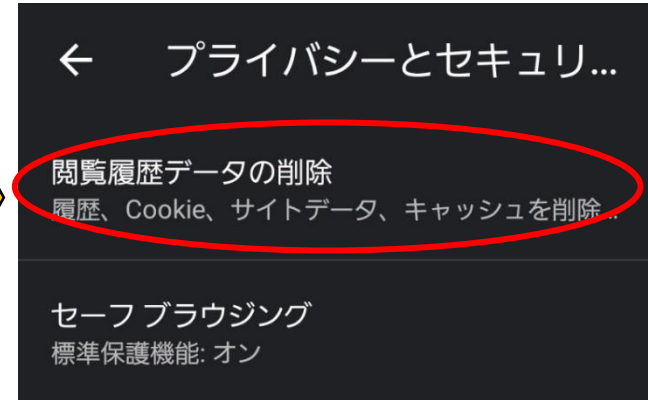 ← プライバシーとセキュリ...
閲覧履歴データの削除
履歴、Cookie、サイトデータ、キャッシュを削除...
セーフ ブラウジング
標準保護機能: オン